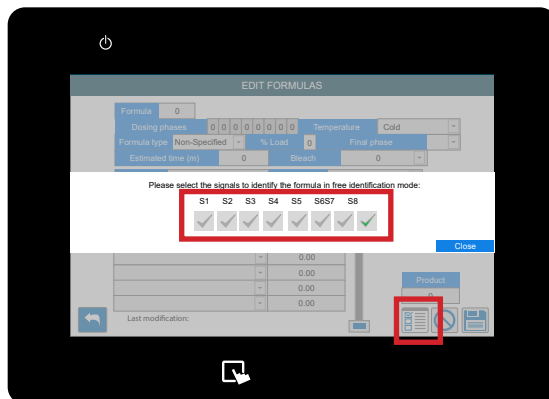 EDIT FORMULAS
Formula 0
Dosing phases 0 0 0 0 0 0 0 0 Temperature Cold
Formula type Non-Specified % Load 0 Final phase
Estimated time (m) 0 Bleach 0
Please select the signals to identify the formula in free identification mode:
S1 S2 S3 S4 S5 S6S7 S8
Close
0.00
0.00
0.00
0.00
Product
Last modification: